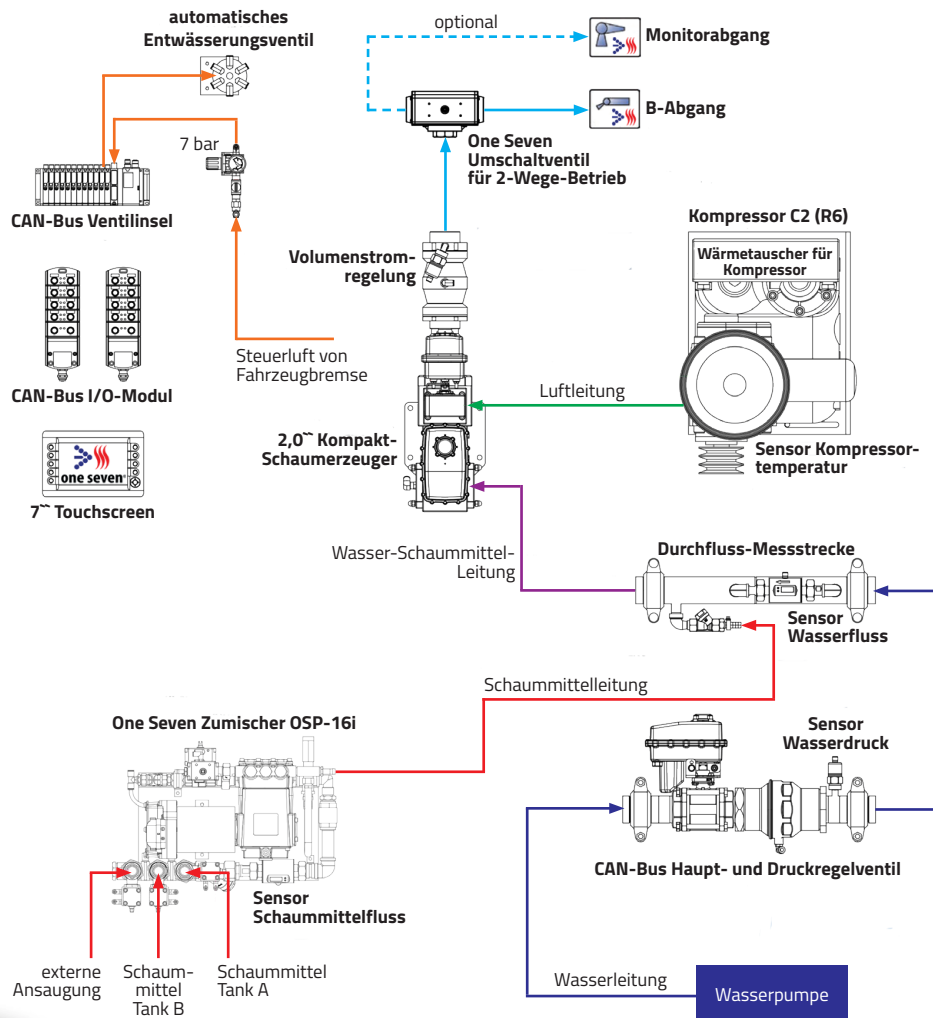 automatisches
Entwässerungsventil
optional
Monitorabgang
B-Abgang
7 bar
One Seven
Umschaltventil
für 2-Wege-Betrieb
CAN-Bus Ventilinsel
Kompressor C2 (R6)
Wärmetauscher für
Kompressor
Volumenstrom-
regelung
Steuerluft von
Fahrzeugbremse
CAN-Bus I/O-Modul
Luftleitung
2,0˜ Kompakt-
Schaumerzeuger
Sensor Kompressor-
temperatur
one seven®
7˜ Touchscreen
Wasser-Schaummittel-
Leitung
Durchfluss-Messstrecke
Sensor
Wasserfluss
Schaummittelleitung
One Seven Zumischer OSP-16i
Sensor
Wasserdruck
CAN-Bus Haupt- und Druckregelventil
Sensor
Schaummittelfluss
externe
Ansaugung
Schaum-
mittel
Tank B
Schaummittel
Tank A
Wasserleitung
Wasserpumpe